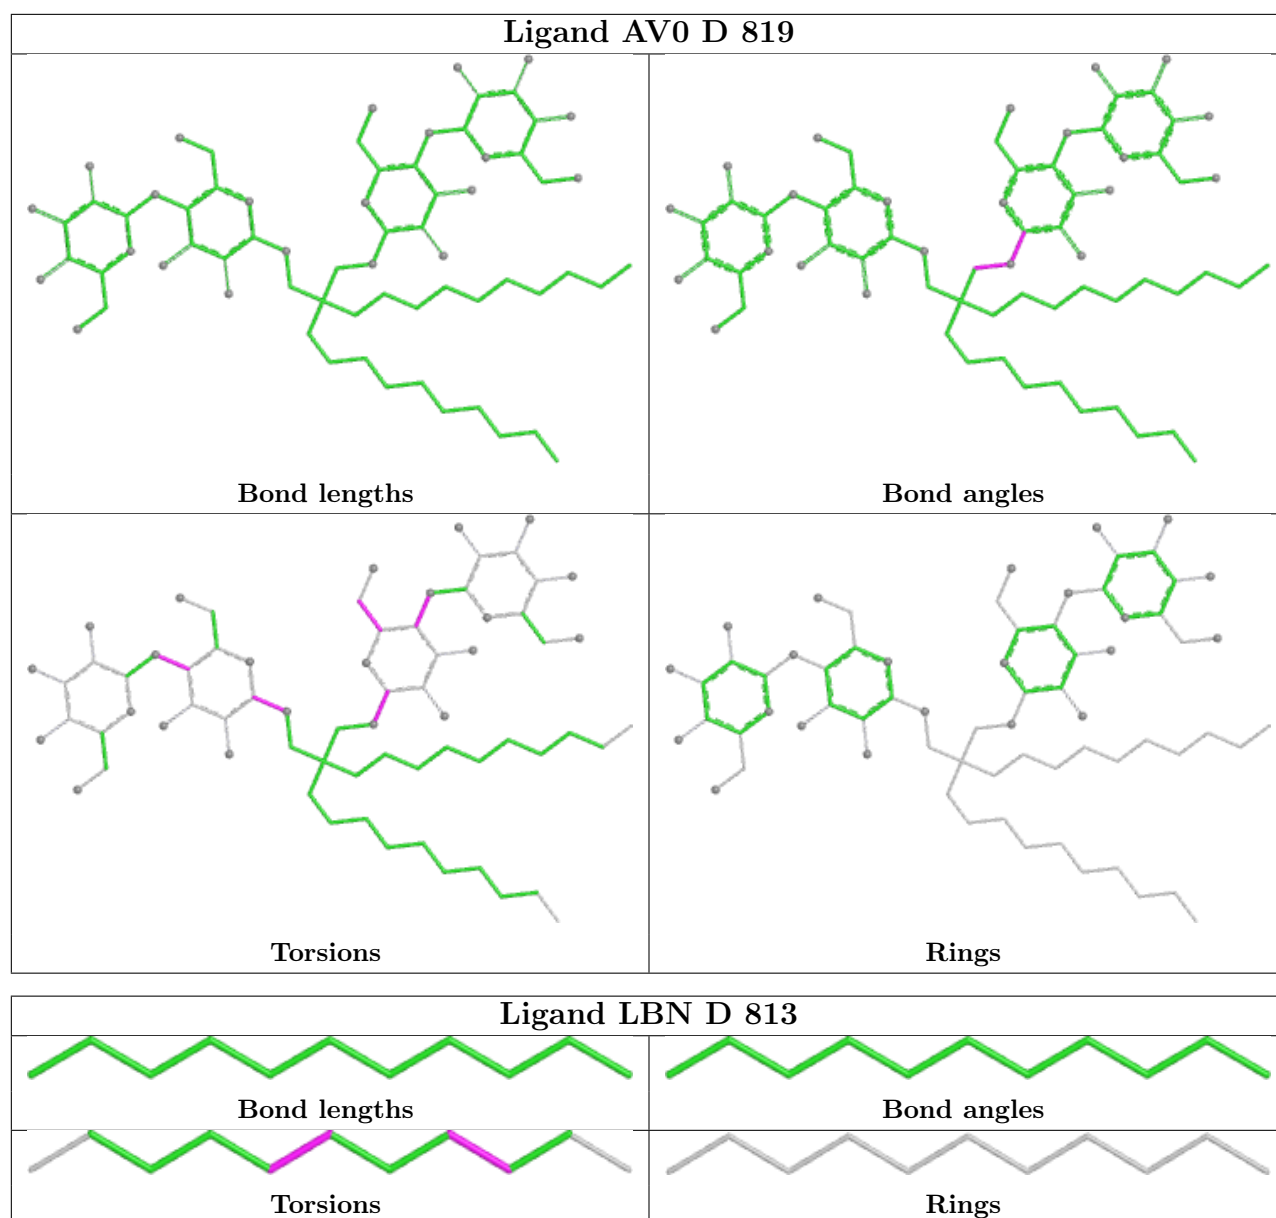 Ligand AV0 D 819
Bond lengths
Bond angles
Torsions
Rings
Ligand LBN D 813
Bond lengths
Bond angles
Torsions
Rings